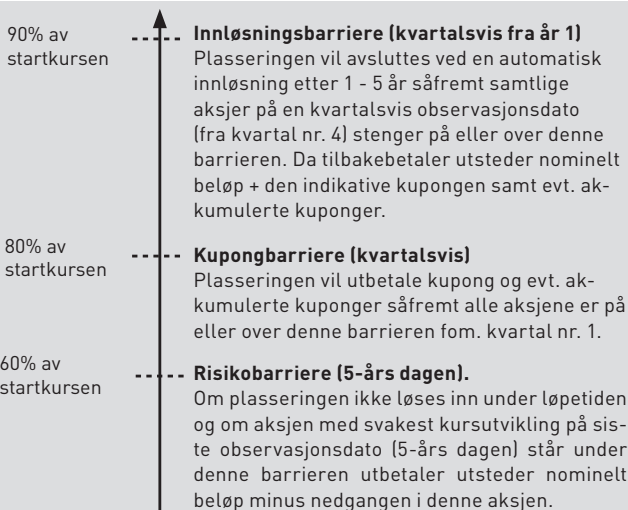 90% av
startkursen
Innløsningsbarriere (kvartalsvis fra år 1)
Plasseringen vil avsluttes ved en automatisk
innløsning etter 1 - 5 år såfremt samtlige
aksjer på en kvartalsvis observasjonsdato
(fra kvartal nr. 4) stenger på eller over denne
barrieren. Da tilbakebetaler utsteder nominelt
beløp + den indikative kupongen samt evt. ak-
kumulerte kuponger.
80% av
startkursen
Kupongbarriere (kvartalsvis)
Plasseringen vil utbetale kupong og evt. ak-
kumulerte kuponger såfremt alle aksjene er på
eller over denne barrieren fom. kvartal nr. 1.
60% av
startkursen
Risikobarriere (5-års dagen).
Om plasseringen ikke løses inn under løpetiden
og om aksjen med svakest kursutvikling på sis-
te observasjonsdato (5-års dagen) står under
denne barrieren utbetaler utsteder nominelt
beløp minus nedgangen i denne aksjen.